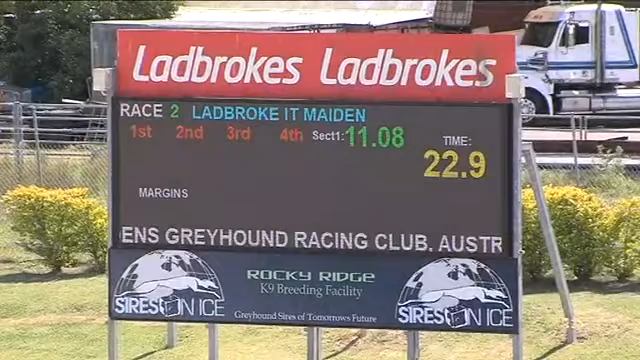 Ladbrokes Ladbrokes
RACE 2 LADBROKE IT MAIDEN
1st 2nd 3rd 4th Sect1: 11.08
TIME:
22.9
MARGINS
ENS GREYHOUND RACING CLUB. AUSTR
SIRES ON ICE
ROCKY RIDGE
K9 Breeding Facility
Greyhound Sires of Tomorrows Future
SIRES ON ICE